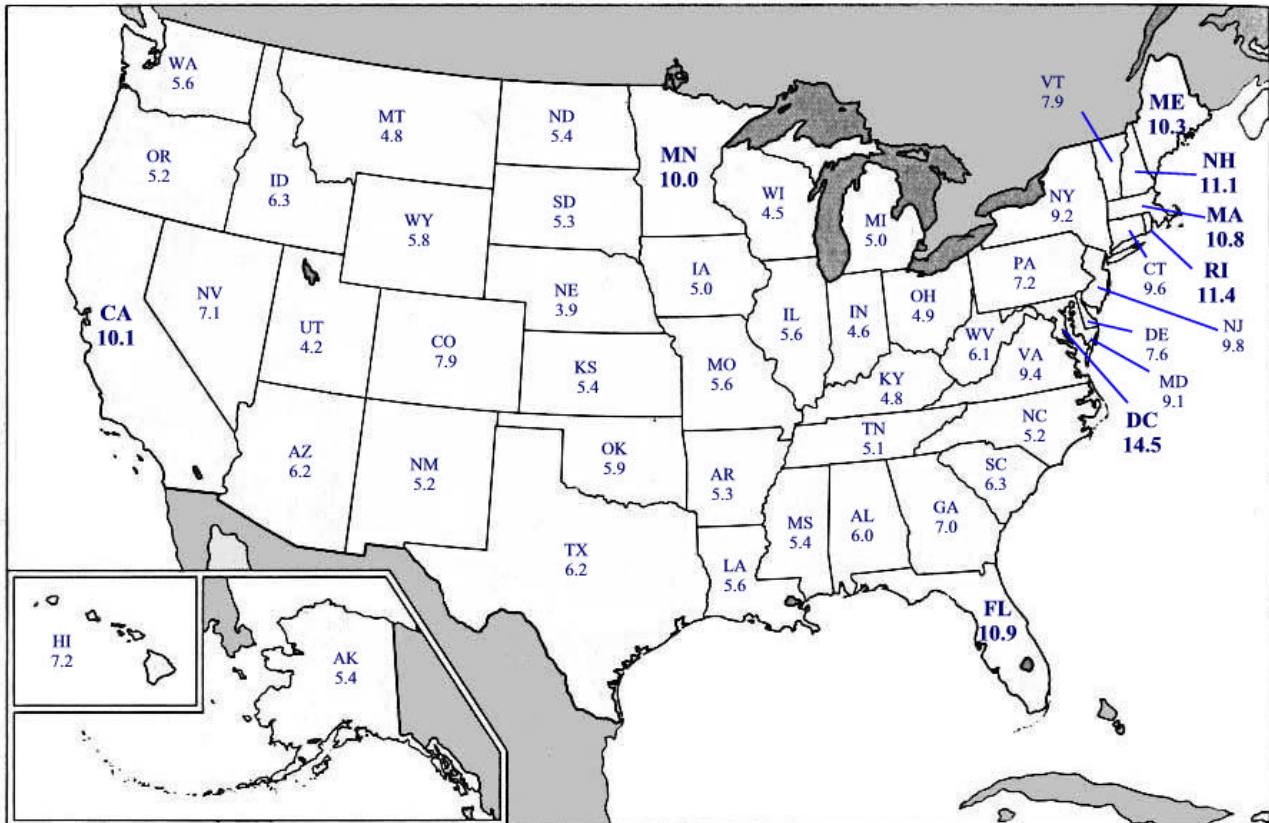 WA
5.6
MT
4.8
ND
5.4
MN
10.0
VT
7.9
ME
10.3
OR
5.2
ID
6.3
WY
5.8
SD
5.3
WI
4.5
MI
5.0
NY
9.2
NH
11.1
MA
10.8
RI
11.4
CT
9.6
NJ
9.8
CA
10.1
NV
7.1
UT
4.2
CO
7.9
NE
3.9
KS
5.4
IA
5.0
MO
5.6
IL
5.6
IN
4.6
OH
4.9
PA
7.2
WV
6.1
VA
9.4
KY
4.8
DE
7.6
MD
9.1
DC
14.5
AZ
6.2
NM
5.2
OK
5.9
AR
5.3
TN
5.1
NC
5.2
SC
6.3
TX
6.2
LA
5.6
MS
5.4
AL
6.0
GA
7.0
FL
10.9
HI
7.2
AK
5.4